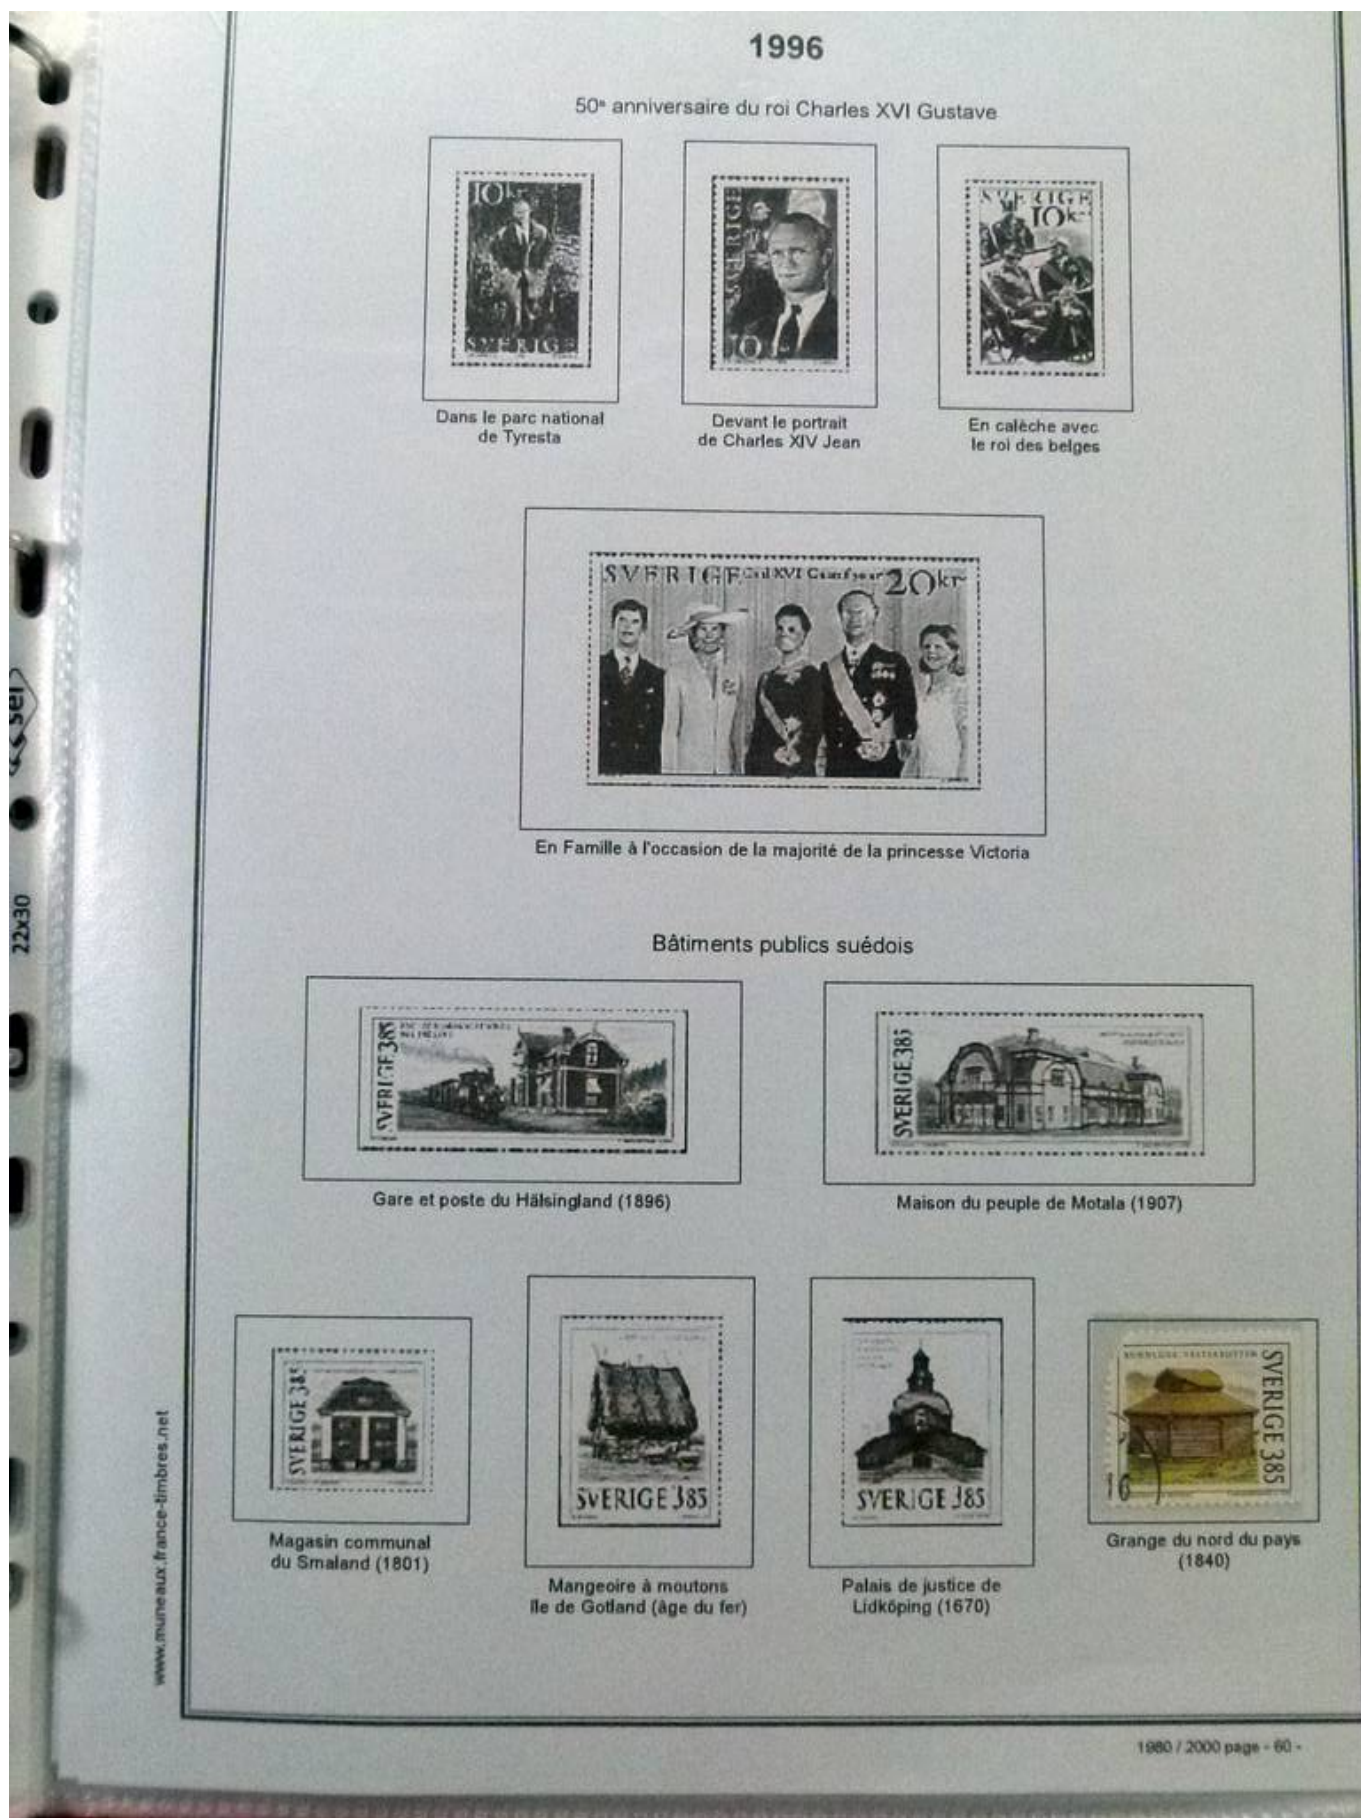 1996
50e anniversaire du roi Charles XVI Gustave
10kr
SVERIGE
SVERIGE
10
SVERIGE
10kr
Dans le parc national
de Tyresta
Devant le portrait
de Charles XIV Jean
En calèche avec
le roi des belges
SVERIGE Carl XVI Gustaf 20kr
En Famille à l'occasion de la majorité de la princesse Victoria
Bâtiments publics suédois
SVERIGE 385
SVERIGE 385
Gare et poste du Hälsingland (1896)
Maison du peuple de Motala (1907)
SVERIGE 385
SVERIGE 385
SVERIGE 385
SVERIGE 385
16
Magasin communal
du Smaland (1801)
Mangeoire à moutons
Ile de Gotland (âge du fer)
Palais de justice de
Lidköping (1670)
Grange du nord du pays
(1840)
www.muneaux.france-timbres.net
1980 / 2000 page - 60 -
22x30